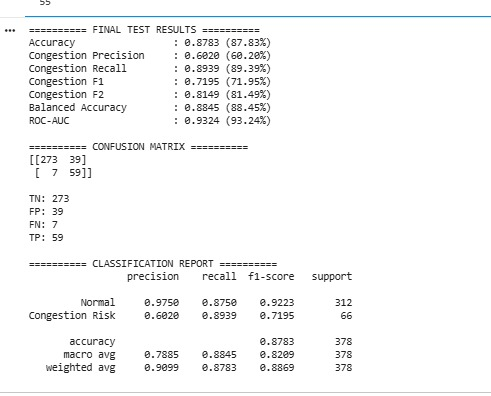 55
•••
========== FINAL TEST RESULTS ==========
Accuracy : 0.8783 (87.83%)
Congestion Precision : 0.6020 (60.20%)
Congestion Recall : 0.8939 (89.39%)
Congestion F1 : 0.7195 (71.95%)
Congestion F2 : 0.8149 (81.49%)
Balanced Accuracy : 0.8845 (88.45%)
ROC-AUC : 0.9324 (93.24%)
========== CONFUSION MATRIX ==========
[[273 39]
[ 7 59]]
TN: 273
FP: 39
FN: 7
TP: 59
========== CLASSIFICATION REPORT ==========
precision recall f1-score support
Normal 0.9750 0.8750 0.9223 312
Congestion Risk 0.6020 0.8939 0.7195 66
accuracy 0.8783 378
macro avg 0.7885 0.8845 0.8209 378
weighted avg 0.9099 0.8783 0.8869 378